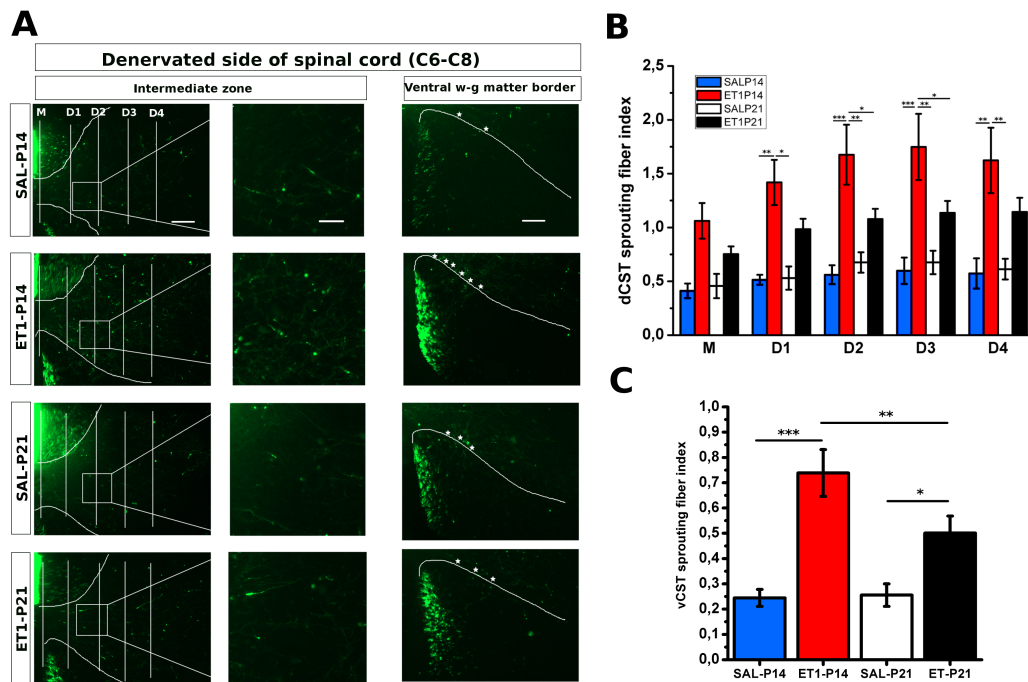 A
Denervated side of spinal cord (C6-C8)
Intermediate zone
Ventral w-g matter border
SAL-P14
M D1 D2 D3 D4
* *
ET1-P14
* * * * * *
SAL-P21
* * *
ET1-P21
* * *
B
dCST sprouting fiber index
2,5
2,0
1,5
1,0
0,5
0,0
SALP14
ET1P14
SALP21
ET1P21
** *
*** ** *
*** ** *
** **
M D1 D2 D3 D4
C
vCST sprouting fiber index
1,0
0,9
0,8
0,7
0,6
0,5
0,4
0,3
0,2
0,1
0,0
***
**
*
SAL-P14 ET1-P14 SAL-P21 ET-P21